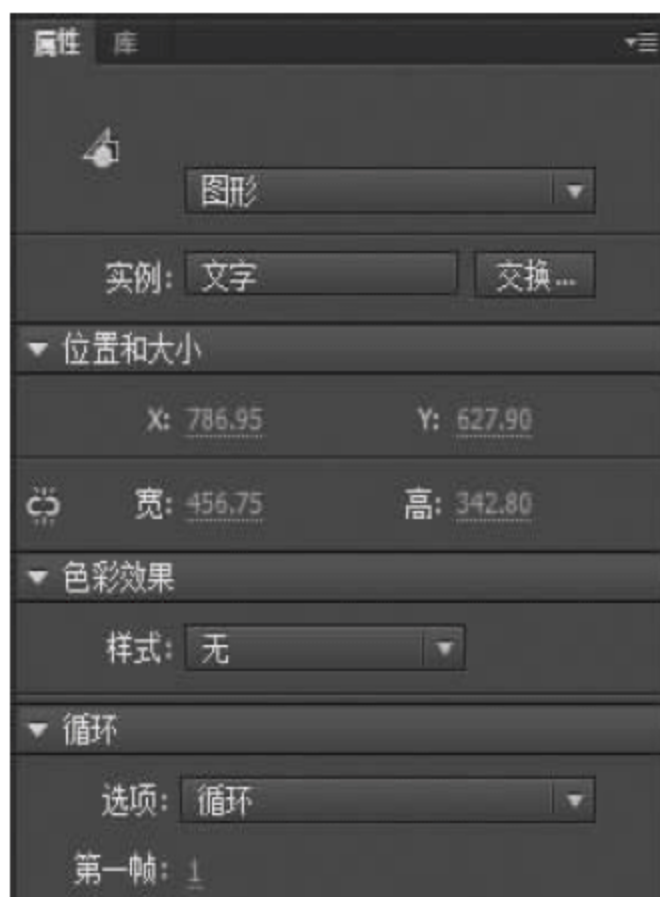 属性 库
图形
实例: 文字 交换...
位置和大小
X: 786.95 Y: 627.90
宽: 456.75 高: 342.80
色彩效果
样式: 无
循环
选项: 循环
第一帧: 1